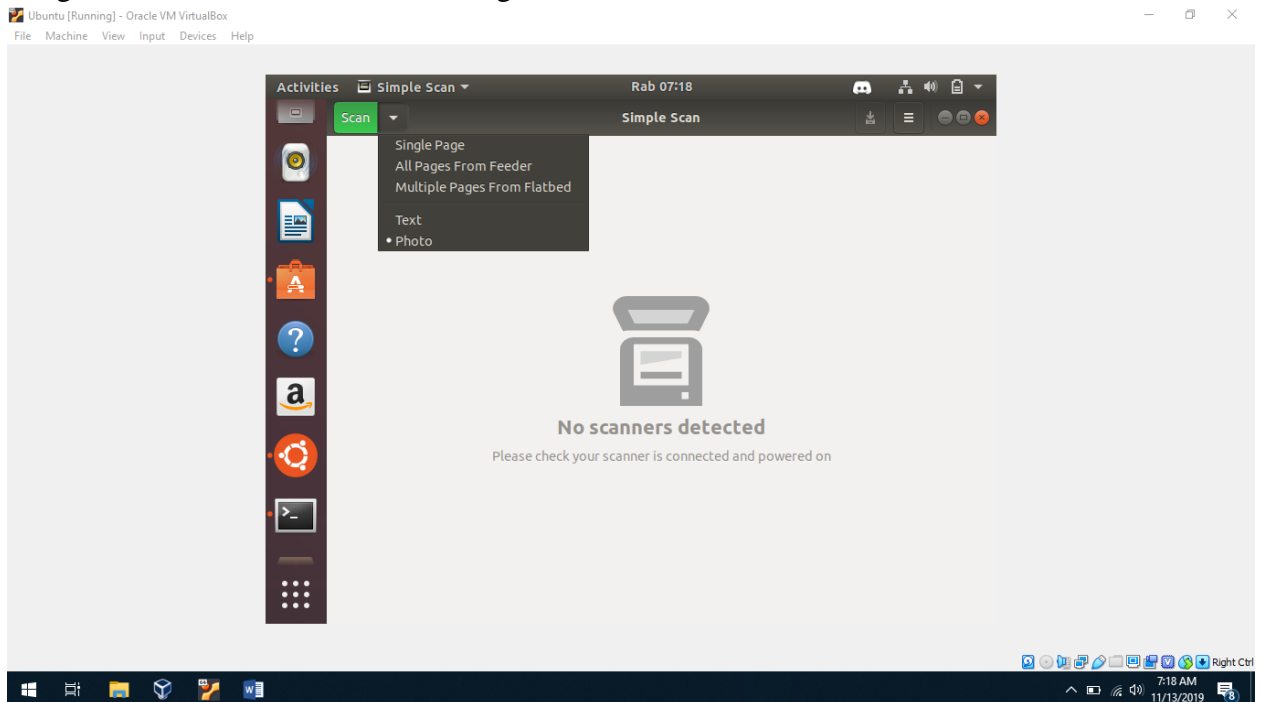 Ubuntu [Running] - Oracle VM VirtualBox
File Machine View Input Devices Help
Activities Simple Scan Rab 07:18
Scan Simple Scan
Single Page
All Pages From Feeder
Multiple Pages From Flatbed
Text
Photo
No scanners detected
Please check your scanner is connected and powered on
Right Ctrl
7:18 AM
11/13/2019
8